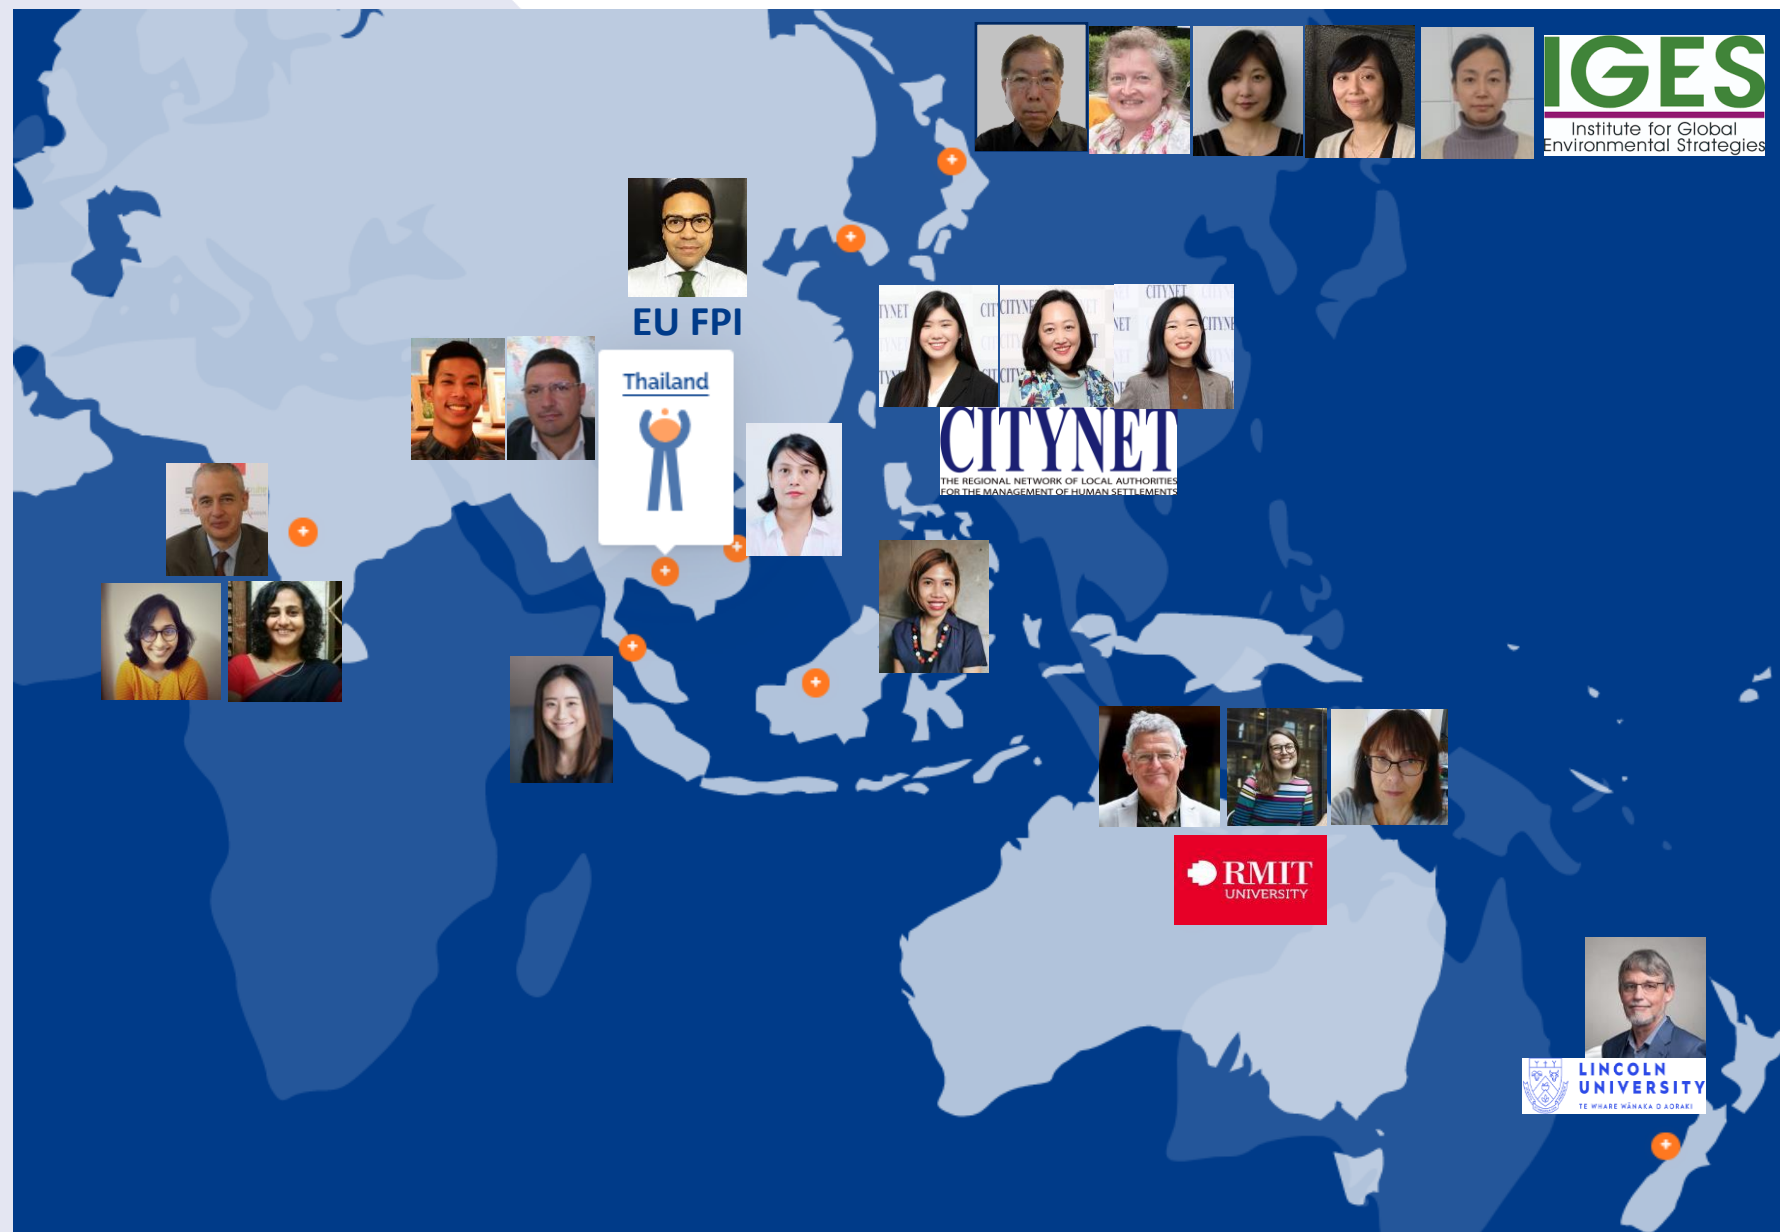 IGES
Institute for Global
Environmental Strategies
EU FPI
Thailand
CITYNET
THE REGIONAL NETWORK OF LOCAL AUTHORITIES
FOR THE MANAGEMENT OF HUMAN SETTLEMENTS
RMIT
UNIVERSITY
LINCOLN
UNIVERSITY
TE WHARE WĀNAKA O AORAKI